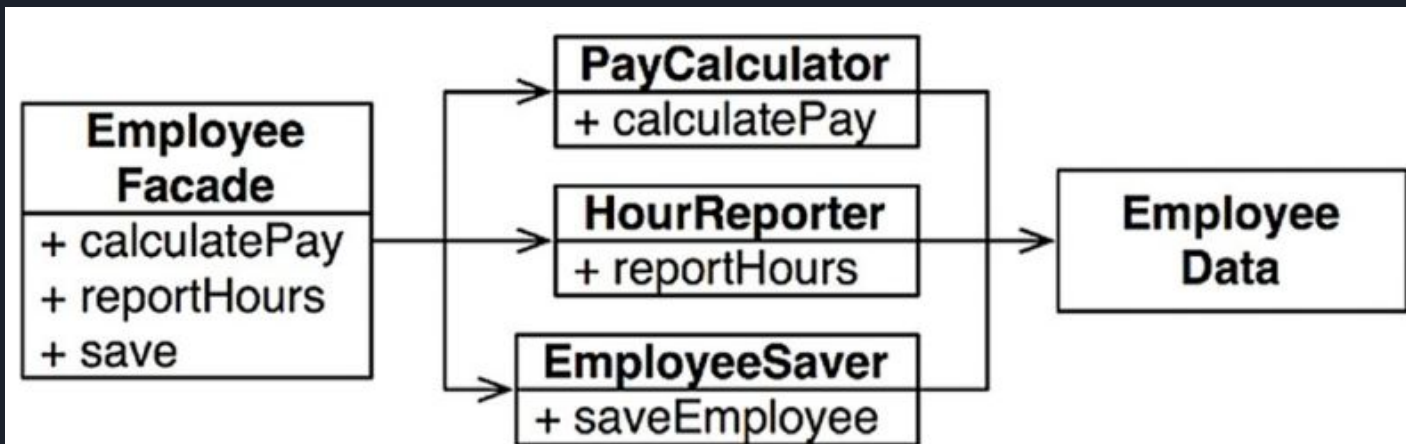 Employee
Facade
+ calculatePay
+ reportHours
+ save
PayCalculator
+ calculatePay
HourReporter
+ reportHours
EmployeeSaver
+ saveEmployee
Employee
Data